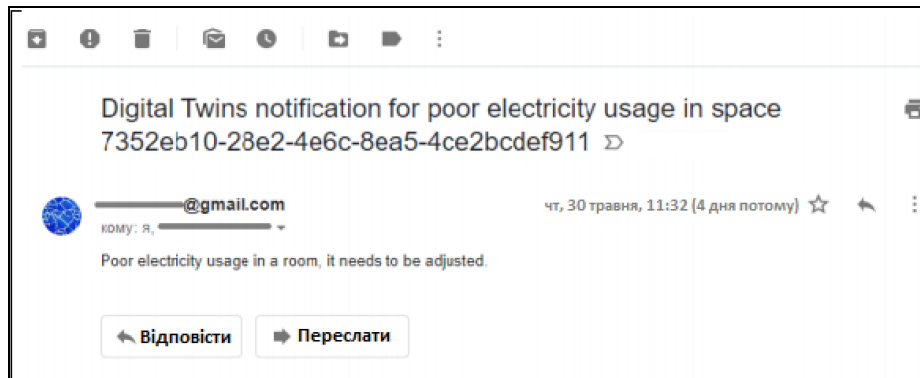 Digital Twins notification for poor electricity usage in space
7352eb10-28e2-4e6c-8ea5-4ce2bcdef911
@gmail.com
чт, 30 травня, 11:32 (4 дня потому)
кому: я,
Poor electricity usage in a room, it needs to be adjusted.
Відповісти
Переслати